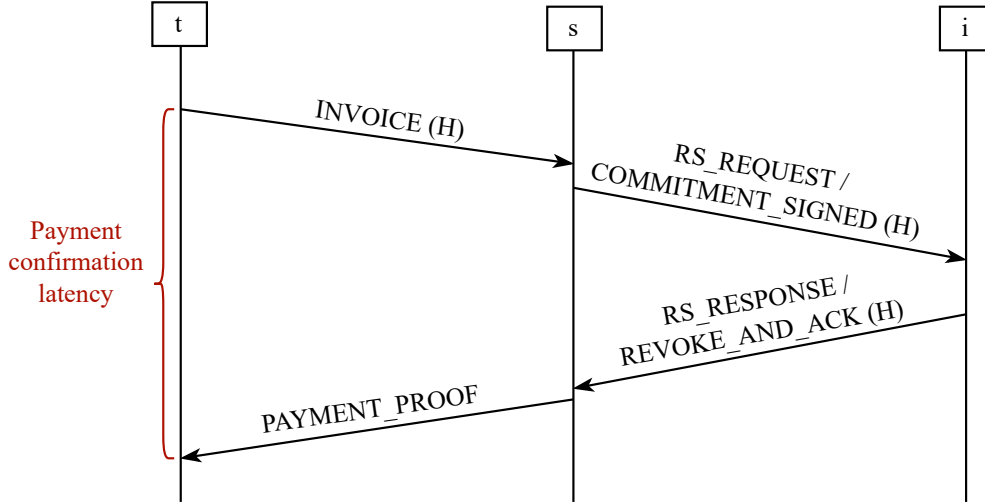 t
s
i
INVOICE (H)
RS_REQUEST /
COMMITMENT_SIGNED (H)
Payment
confirmation
latency
RS_RESPONSE /
REVOKE_AND_ACK (H)
PAYMENT_PROOF